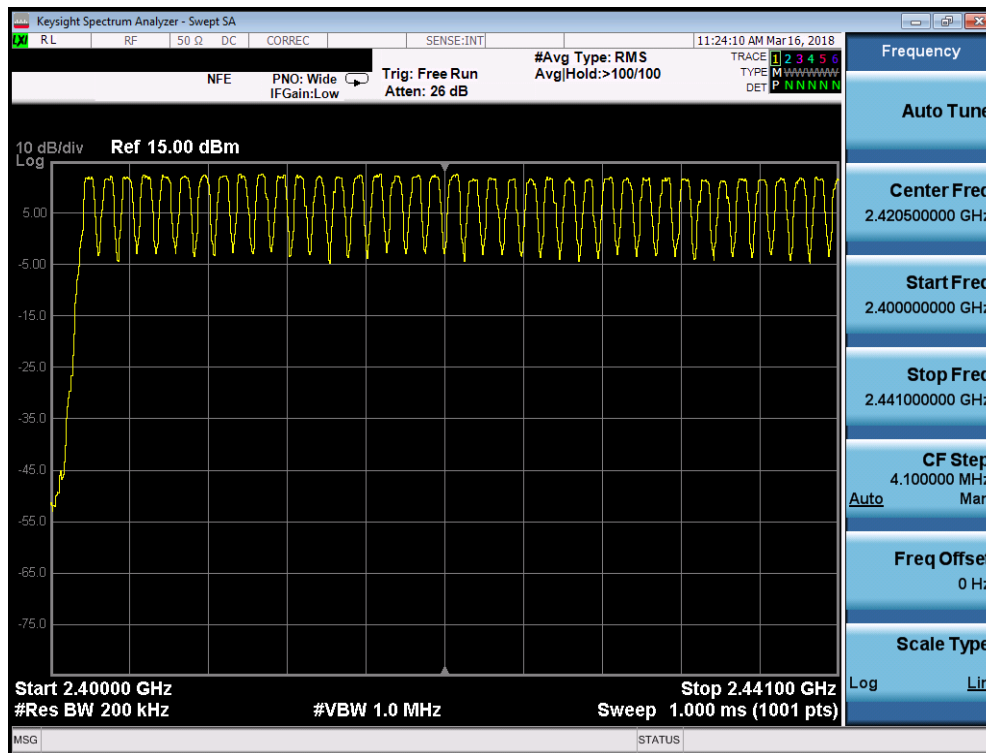 Keysight Spectrum Analyzer - Swept SA
LXI RL RF 50 Ω DC CORREC SENSE:INT 11:24:10 AM Mar 16, 2018
#Avg Type: RMS TRACE 1 2 3 4 5 6
NFE PNO: Wide Trig: Free Run Avg|Hold:>100/100 TYPE M WWWWW
IFGain:Low Atten: 26 dB DET P N N N N N
10 dB/div Ref 15.00 dBm
Log
5.00
-5.00
-15.0
-25.0
-35.0
-45.0
-55.0
-65.0
-75.0
Start 2.40000 GHz Stop 2.44100 GHz
#Res BW 200 kHz #VBW 1.0 MHz Sweep 1.000 ms (1001 pts)
MSG STATUS
Frequency
Auto Tune
Center Freq
2.420500000 GHz
Start Freq
2.400000000 GHz
Stop Freq
2.441000000 GHz
CF Step
4.100000 MHz
Auto Man
Freq Offset
0 Hz
Scale Type
Log Lin